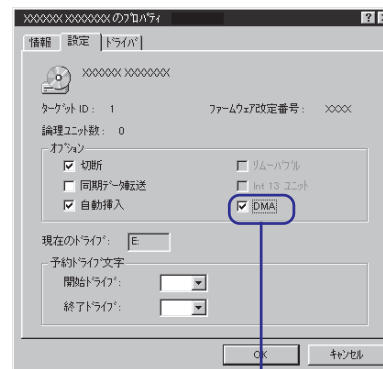 xxxxxx xxxxxxx のﾌﾟﾛﾊﾟﾃｨ
情報 設定 ﾄﾞﾗｲﾊﾞ
xxxxxx xxxxxxx
ﾀｰｹﾞｯﾄ ID : 1 ﾌｧｰﾑｳｪｱ改定番号 : xxxx
論理ﾕﾆｯﾄ数 : 0
ｵﾌﾟｼｮﾝ
切断 ﾘﾑｰﾊﾞﾌﾞﾙ
同期ﾃﾞｰﾀ転送 Int 13 ﾕﾆｯﾄ
自動挿入 DMA
現在のﾄﾞﾗｲﾌﾞ : E:
予約ﾄﾞﾗｲﾌﾞ文字
開始ﾄﾞﾗｲﾌﾞ :
終了ﾄﾞﾗｲﾌﾞ :
OK ｷｬﾝｾﾙ